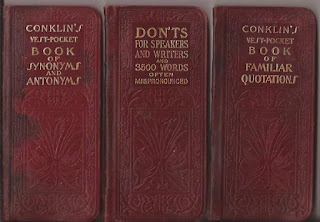 CONKLIN'S
VEST-POCKET
BOOK
OF
SYNONYMS
AND
ANTONYMS
DON'TS
FOR SPEAKERS
AND WRITERS
AND
3500 WORDS
OFTEN
MISPRONOUNCED
CONKLIN'S
VEST-POCKET
BOOK
OF
FAMILIAR
QUOTATIONS